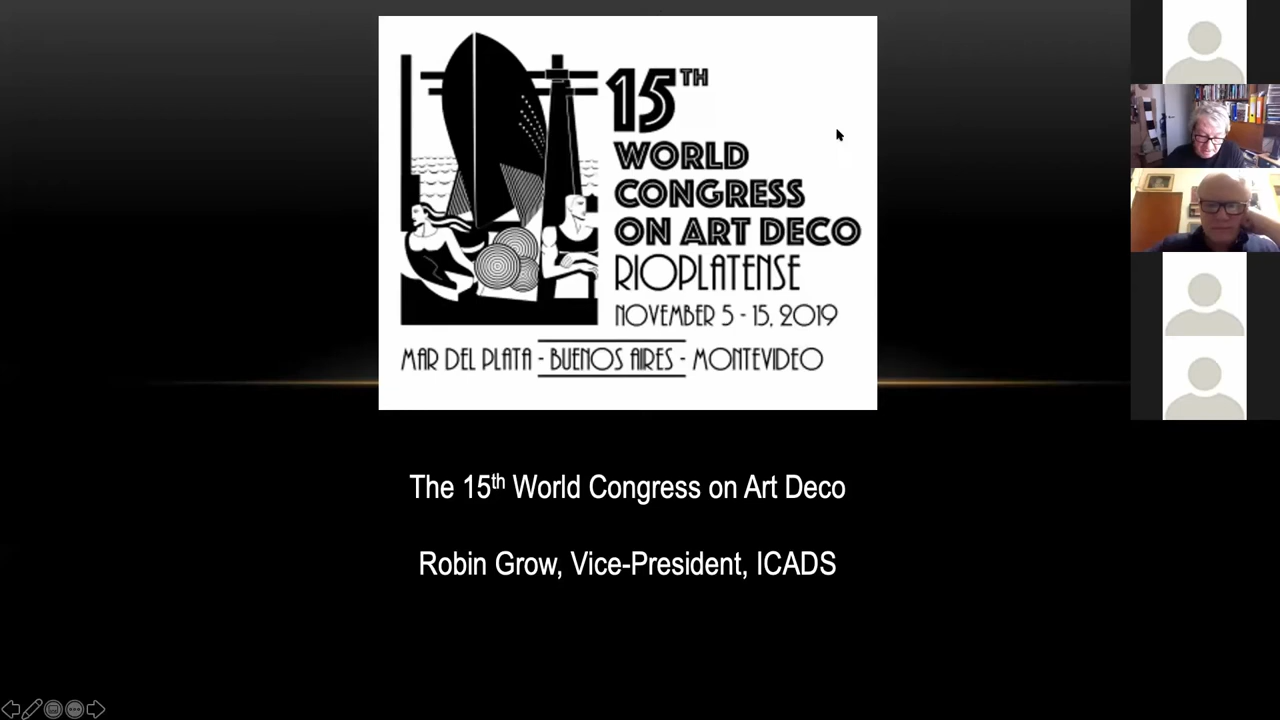 15TH
WORLD
CONGRESS
ON ART DECO
RIOPLATENSE
NOVEMBER 5 - 15, 2019
MAR DEL PLATA - BUENOS AIRES - MONTEVIDEO
The 15th World Congress on Art Deco
Robin Grow, Vice-President, ICADS